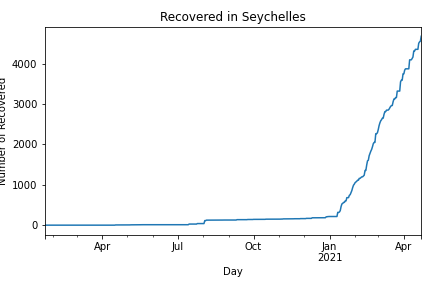 Recovered in Seychelles
Number of Recovered
4000
3000
2000
1000
0
Apr
Jul
Oct
Jan
2021
Apr
Day